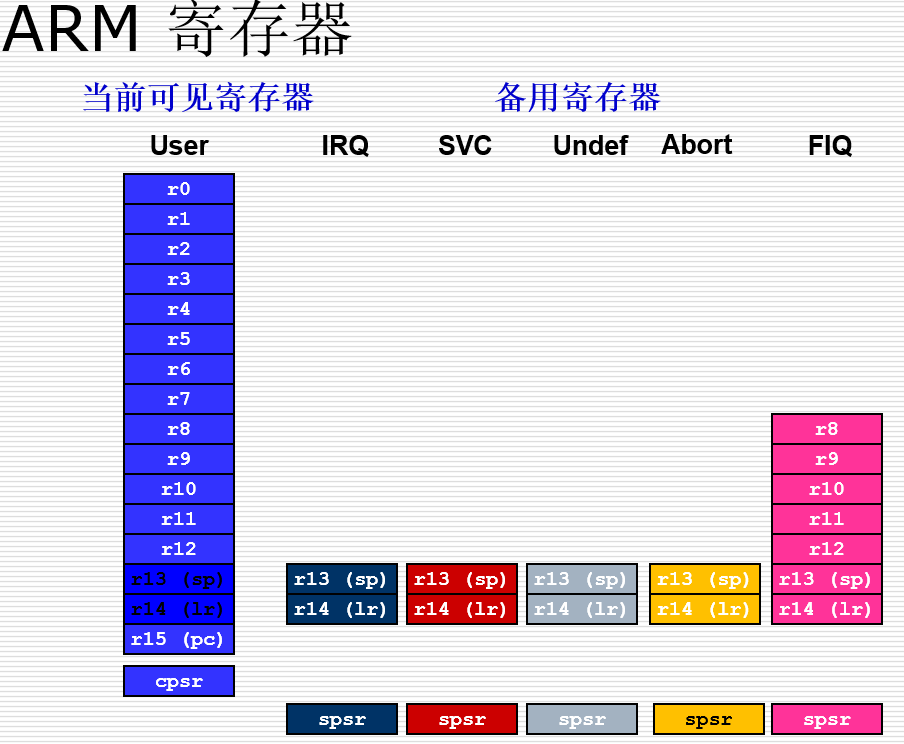 ARM 寄存器
当前可见寄存器 备用寄存器
User IRQ SVC Undef Abort FIQ
r0
r1
r2
r3
r4
r5
r6
r7
r8 r8
r9 r9
r10 r10
r11 r11
r12 r12
r13 (sp) r13 (sp) r13 (sp) r13 (sp) r13 (sp) r13 (sp)
r14 (lr) r14 (lr) r14 (lr) r14 (lr) r14 (lr) r14 (lr)
r15 (pc)
cpsr
spsr spsr spsr spsr spsr